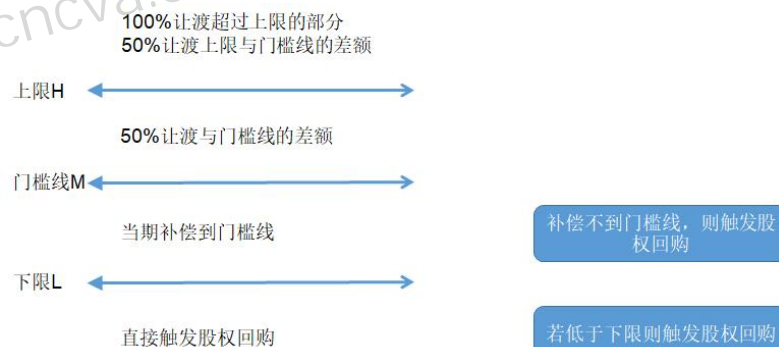 100%让渡超过上限的部分
50%让渡上限与门槛线的差额
上限H
50%让渡与门槛线的差额
门槛线M
当期补偿到门槛线
补偿不到门槛线，则触发股
权回购
下限L
直接触发股权回购
若低于下限则触发股权回购